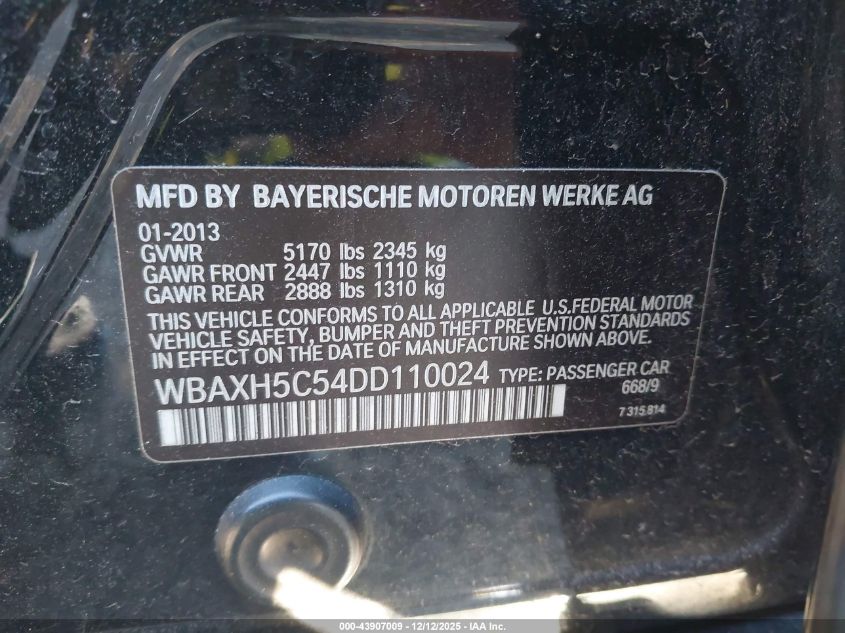 MFD BY BAYERISCHE MOTOREN WERKE AG
01-2013
GVWR 5170 lbs 2345 kg
GAWR FRONT 2447 lbs 1110 kg
GAWR REAR 2888 lbs 1310 kg
THIS VEHICLE CONFORMS TO ALL APPLICABLE U.S.FEDERAL MOTOR
VEHICLE SAFETY, BUMPER AND THEFT PREVENTION STANDARDS
IN EFFECT ON THE DATE OF MANUFACTURE SHOWN ABOVE.
WBAXH5C54DD110024 TYPE: PASSENGER CAR
668/9
7 315 814
000-43907009 - 12/12/2025 - IAA Inc.